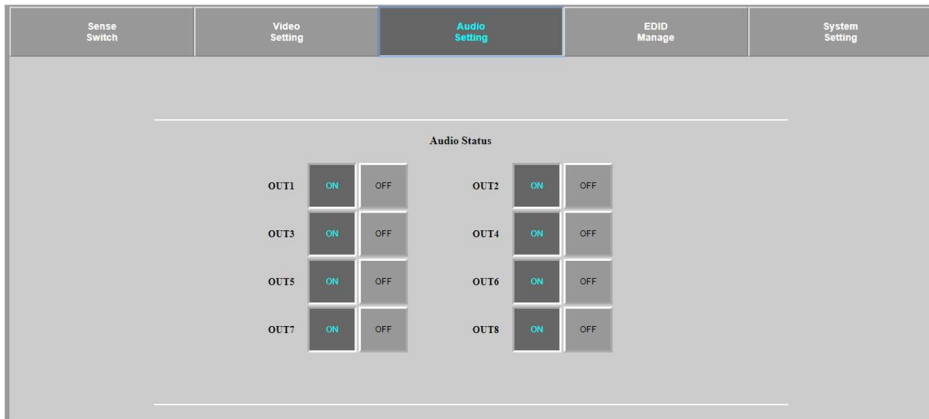 Sense
Switch
Video
Setting
Audio
Setting
EDID
Manage
System
Setting
Audio Status
OUT1 ON OFF OUT2 ON OFF
OUT3 ON OFF OUT4 ON OFF
OUT5 ON OFF OUT6 ON OFF
OUT7 ON OFF OUT8 ON OFF